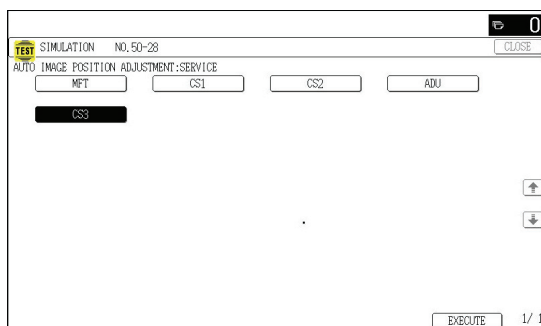 0
TEST SIMULATION NO.50-28 CLOSE
AUTO IMAGE POSITION ADJUSTMENT:SERVICE
MFT CS1 CS2 ADU
CS3
EXECUTE 1/ 1